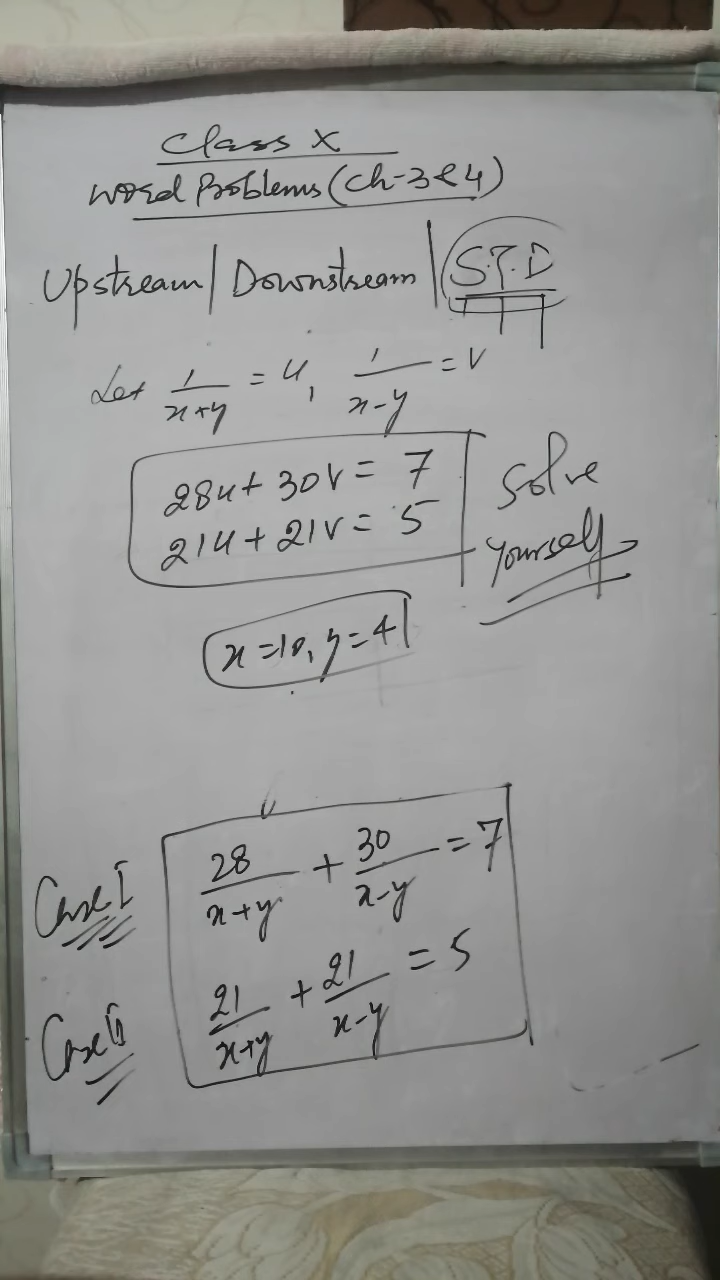 Class X
Word Problems (Ch-3 & 4)
Upstream/Downstream/S.T.D
Let 1/(x+y) = u, 1/(x-y) = v
28u + 30v = 7
21u + 21v = 5
Solve
Yourself
x=10, y=4
Case I 28/(x+y) + 30/(x-y) = 7
Case II 21/(x+y) + 21/(x-y) = 5